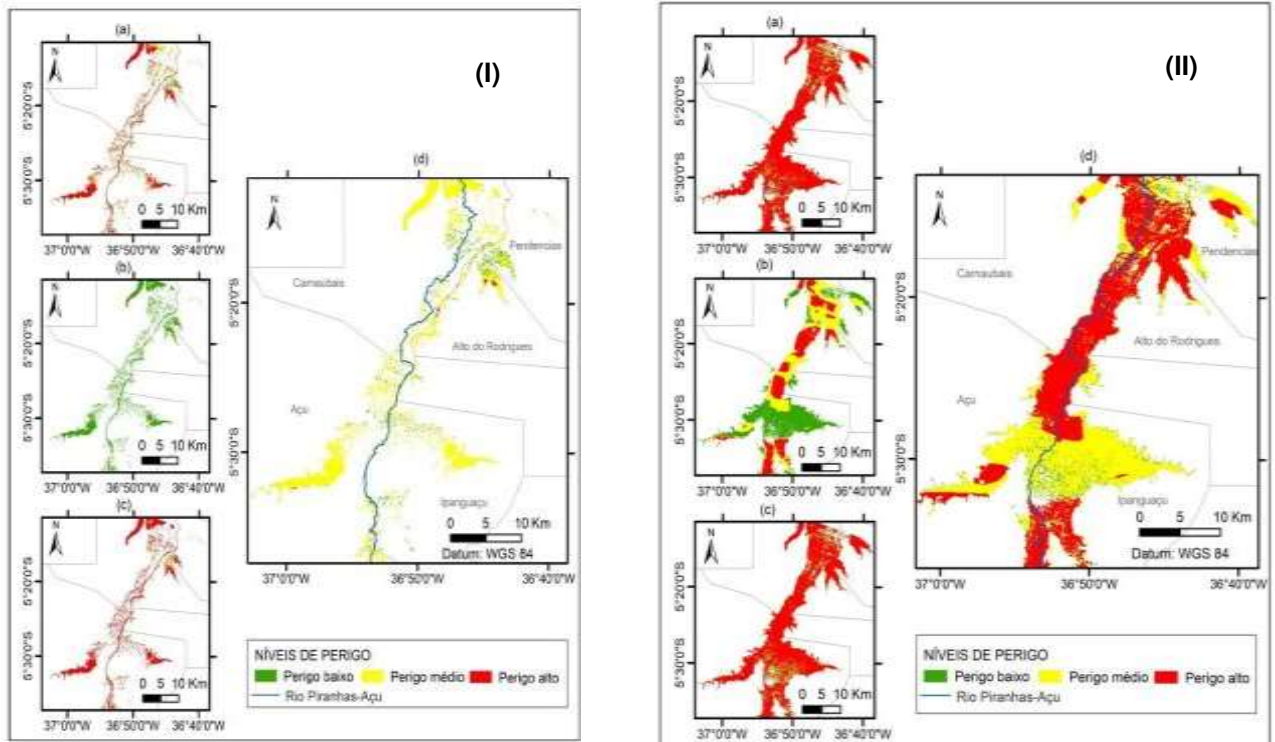 (I)
(a)
N
5°20'0"S
5°30'0"S
0 5 10 Km
37°0'0"W 36°50'0"W 36°40'0"W
(b)
N
5°20'0"S
5°30'0"S
0 5 10 Km
37°0'0"W 36°50'0"W 36°40'0"W
(c)
N
5°20'0"S
5°30'0"S
0 5 10 Km
37°0'0"W 36°50'0"W 36°40'0"W
(d)
N
Pendencias
Carnaubais
5°20'0"S
Alto do Rodrigues
Açu
5°30'0"S
Ipanguaçu
0 5 10 Km
Datum: WGS 84
37°0'0"W 36°50'0"W 36°40'0"W
NÍVEIS DE PERIGO
Perigo baixo Perigo médio Perigo alto
Rio Piranhas-Açu
(II)
(a)
N
5°20'0"S
5°30'0"S
0 5 10 Km
37°0'0"W 36°50'0"W 36°40'0"W
(b)
N
5°20'0"S
5°30'0"S
0 5 10 Km
37°0'0"W 36°50'0"W 36°40'0"W
(c)
N
5°20'0"S
5°30'0"S
0 5 10 Km
37°0'0"W 36°50'0"W 36°40'0"W
(d)
N
Pendencias
Carnaubais
5°20'0"S
Alto do Rodrigues
Açu
5°30'0"S
Ipanguaçu
0 5 10 Km
Datum: WGS 84
37°0'0"W 36°50'0"W 36°40'0"W
NÍVEIS DE PERIGO
Perigo baixo Perigo médio Perigo alto
Rio Piranhas-Açu